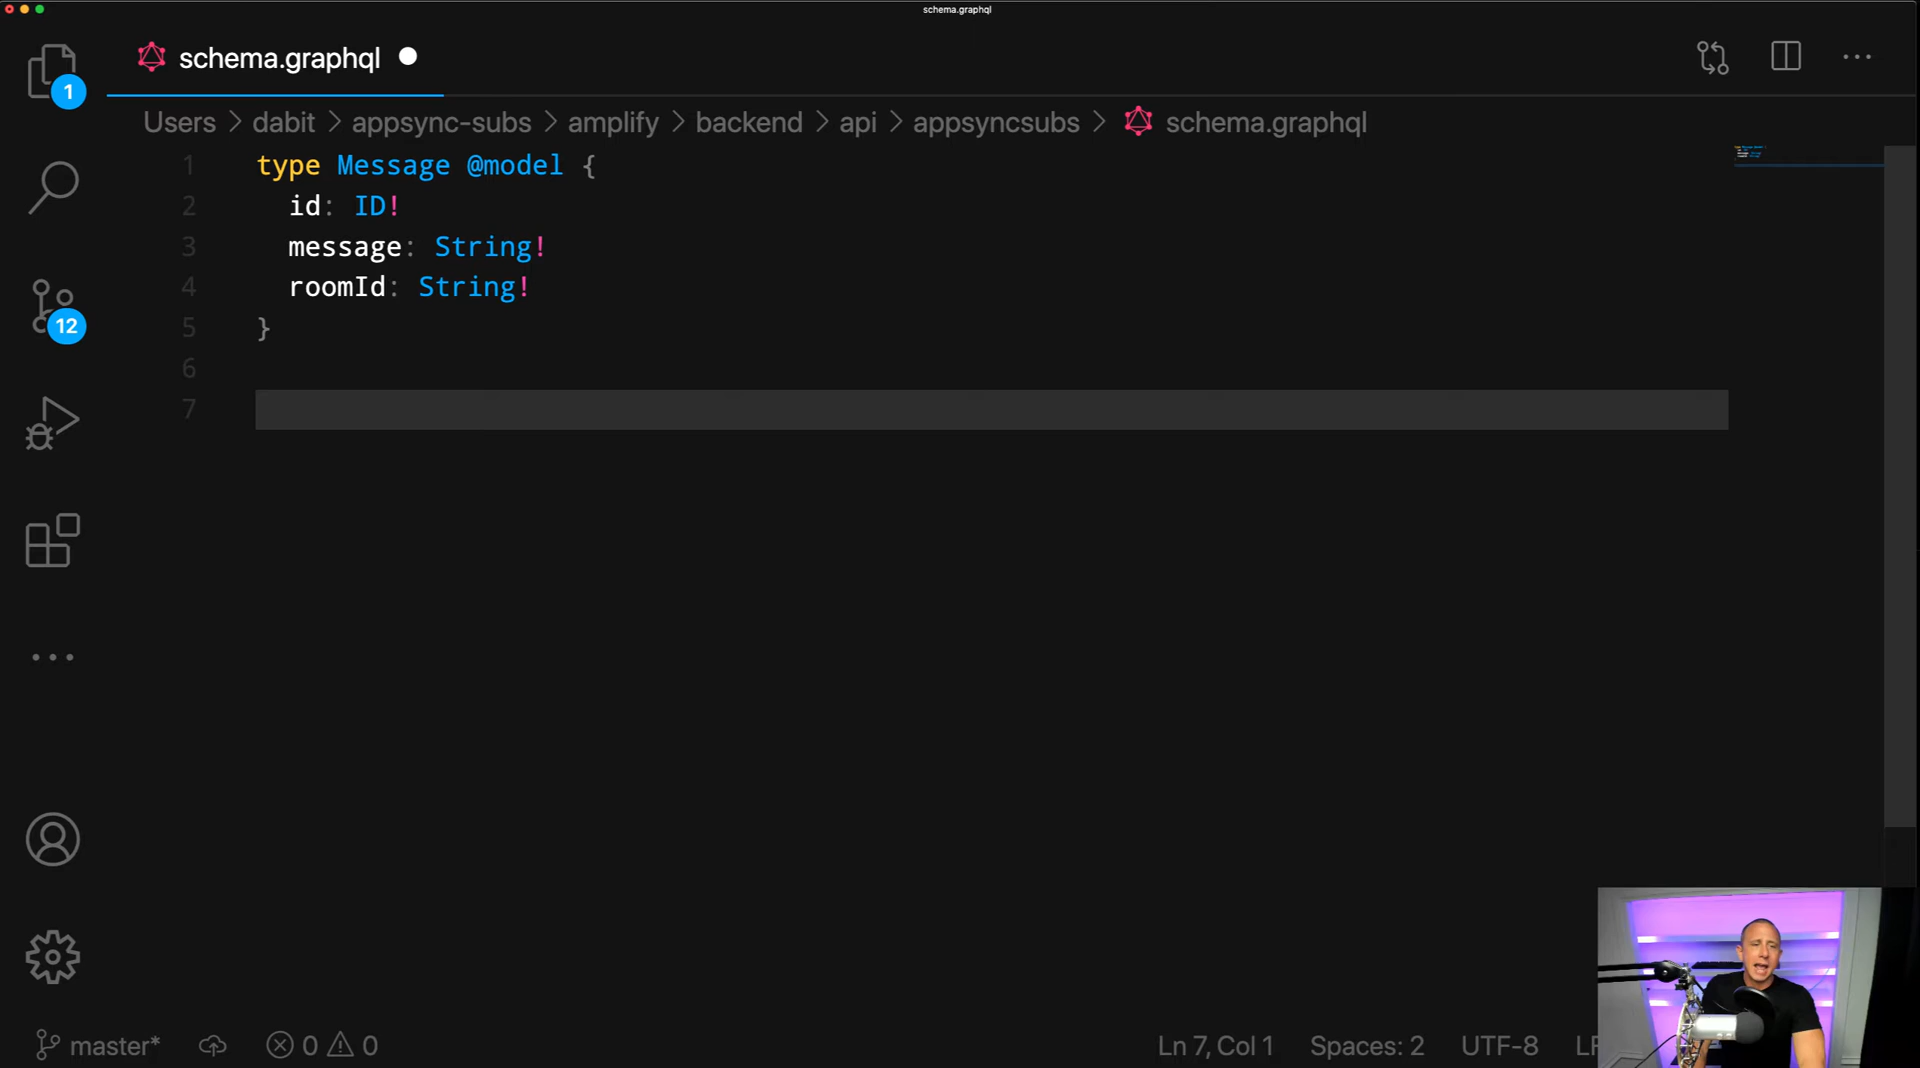 schema.graphql
schema.graphql
1
Users > dabit > appsync-subs > amplify > backend > api > appsyncsubs > schema.graphql
1 type Message @model {
2 id: ID!
3 message: String!
4 roomId: String!
5 }
6
7
12
master* 0 0 Ln 7, Col 1 Spaces: 2 UTF-8